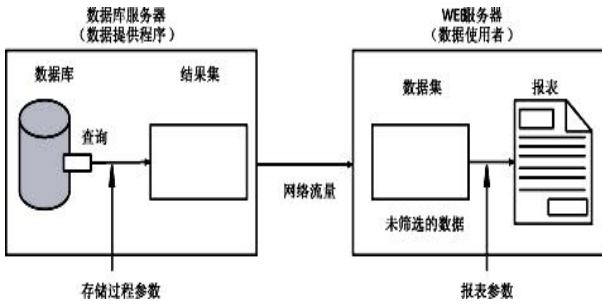 数据库服务器
（数据提供程序）
WEB服务器
（数据使用者）
数据库
结果集
数据集
报表
查询
网络流量
未筛选的数据
存储过程参数
报表参数